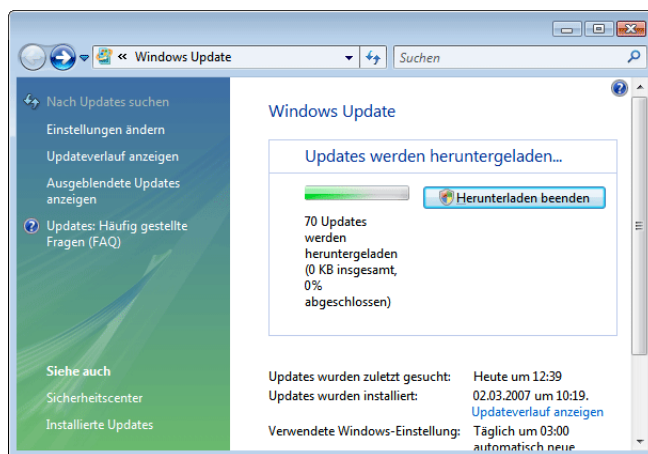 « Windows Update
Suchen
Nach Updates suchen
Einstellungen ändern
Updateverlauf anzeigen
Ausgeblendete Updates
anzeigen
Updates: Häufig gestellte
Fragen (FAQ)
Siehe auch
Sicherheitscenter
Installierte Updates
Windows Update
Updates werden heruntergeladen...
Herunterladen beenden
70 Updates
werden
heruntergeladen
(0 KB insgesamt,
0%
abgeschlossen)
Updates wurden zuletzt gesucht: Heute um 12:39
Updates wurden installiert: 02.03.2007 um 10:19.
Updateverlauf anzeigen
Verwendete Windows-Einstellung: Täglich um 03:00
automatisch neue